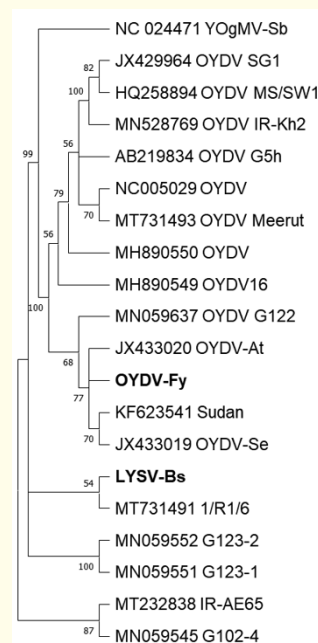 NC 024471 YOgMV-Sb
JX429964 OYDV SG1
82
HQ258894 OYDV MS/SW1
100
MN528769 OYDV IR-Kh2
56
AB219834 OYDV G5h
99
79
NC005029 OYDV
70
MT731493 OYDV Meerut
56
MH890550 OYDV
MH890549 OYDV16
100
MN059637 OYDV G122
68
JX433020 OYDV-At
77
OYDV-Fy
KF623541 Sudan
70
JX433019 OYDV-Se
54
LYSV-Bs
MT731491 1/R1/6
MN059552 G123-2
100
MN059551 G123-1
MT232838 IR-AE65
87
MN059545 G102-4